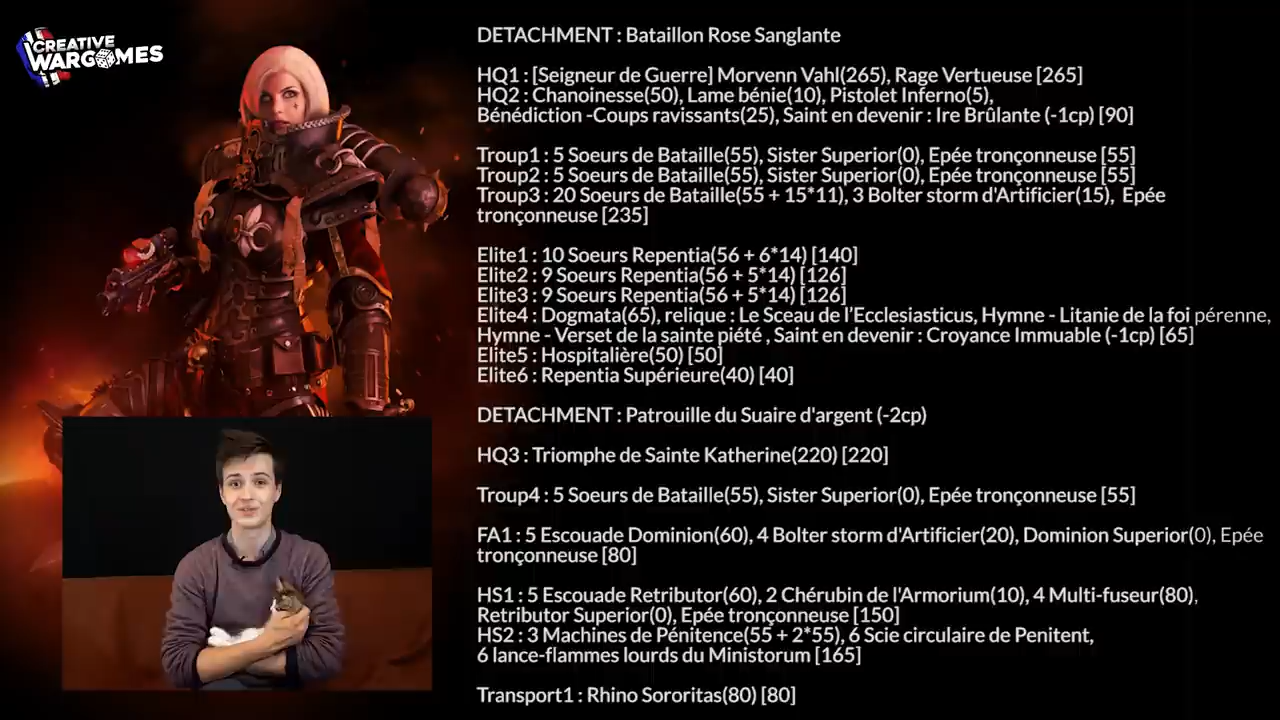 CREATIVE
WARGOMES
DETACHMENT : Bataillon Rose Sanglante
HQ1 : [Seigneur de Guerre] Morvenn Vahl(265), Rage Vertueuse [265]
HQ2 : Chanoinesse(50), Lame bénie(10), Pistolet Inferno(5),
Bénédiction -Coups ravissants(25), Saint en devenir : Ire Brûlante (-1cp) [90]
Troup1 : 5 Soeurs de Bataille(55), Sister Superior(0), Epée tronçonneuse [55]
Troup2 : 5 Soeurs de Bataille(55), Sister Superior(0), Epée tronçonneuse [55]
Troup3 : 20 Soeurs de Bataille(55 + 15*11), 3 Bolter storm d'Artificier(15), Epée
tronçonneuse [235]
Elite1 : 10 Soeurs Repentia(56 + 6*14) [140]
Elite2 : 9 Soeurs Repentia(56 + 5*14) [126]
Elite3 : 9 Soeurs Repentia(56 + 5*14) [126]
Elite4 : Dogmata(65), relique : Le Sceau de l'Ecclesiasticus, Hymne - Litanie de la foi pérenne,
Hymne - Verset de la sainte piété , Saint en devenir : Croyance Immuable (-1cp) [65]
Elite5 : Hospitalière(50) [50]
Elite6 : Repentia Supérieure(40) [40]
DETACHMENT : Patrouille du Suaire d'argent (-2cp)
HQ3 : Triomphe de Sainte Katherine(220) [220]
Troup4 : 5 Soeurs de Bataille(55), Sister Superior(0), Epée tronçonneuse [55]
FA1 : 5 Escouade Dominion(60), 4 Bolter storm d'Artificier(20), Dominion Superior(0), Epée
tronçonneuse [80]
HS1 : 5 Escouade Retributor(60), 2 Chérubin de l'Armorium(10), 4 Multi-fuseur(80),
Retributor Superior(0), Epée tronçonneuse [150]
HS2 : 3 Machines de Pénitence(55 + 2*55), 6 Scie circulaire de Penitent,
6 lance-flammes lourds du Ministorum [165]
Transport1 : Rhino Sororitas(80) [80]